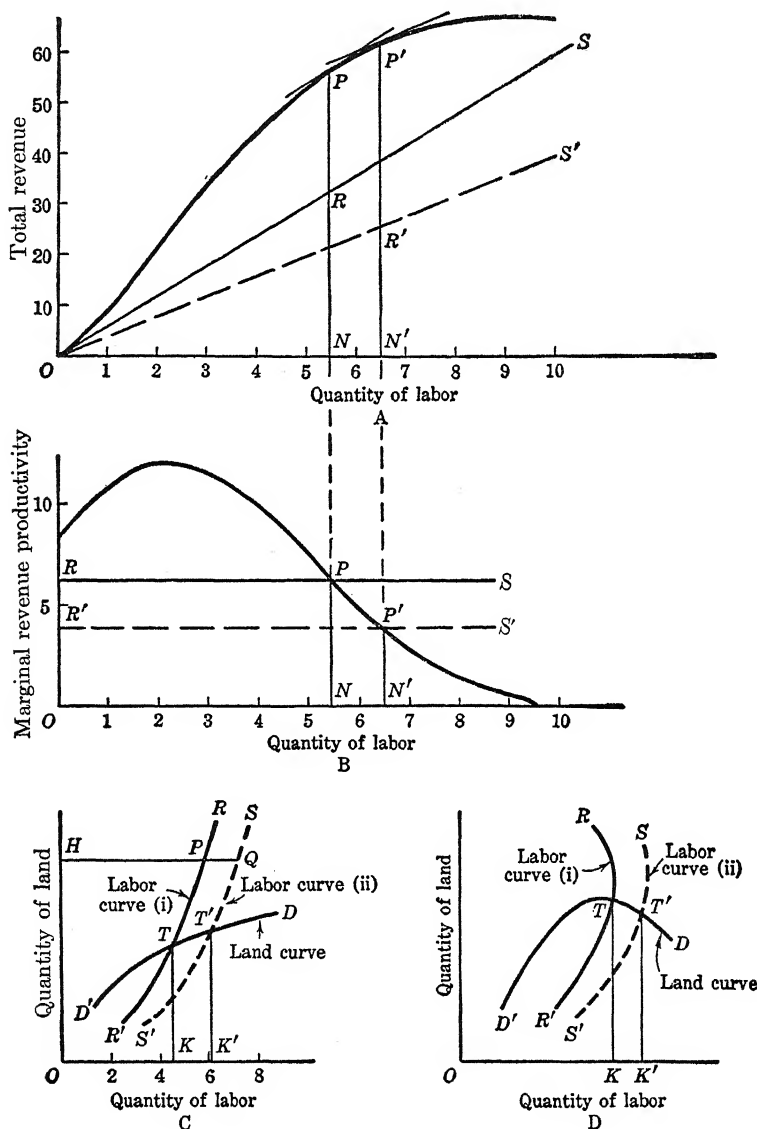 Total revenue
60
50
40
30
20
10
O
P
P'
S
S'
R
R'
N
N'
1 2 3 4 5 6 7 8 9 10
Quantity of labor
A
Marginal revenue productivity
10
5
O
R
P
S
R'
P'
S'
N
N'
1 2 3 4 5 6 7 8 9 10
Quantity of labor
B
Quantity of land
H
R
S
P
Q
Labor
curve (i)
Labor
curve (ii)
T
T'
D
Land curve
D'
R'
S'
K
K'
O 2 4 6 8
Quantity of labor
C
Quantity of land
R
S
Labor
curve (i)
Labor
curve (ii)
T
T'
D
Land curve
D'
R'
S'
O
K
K'
Quantity of labor
D